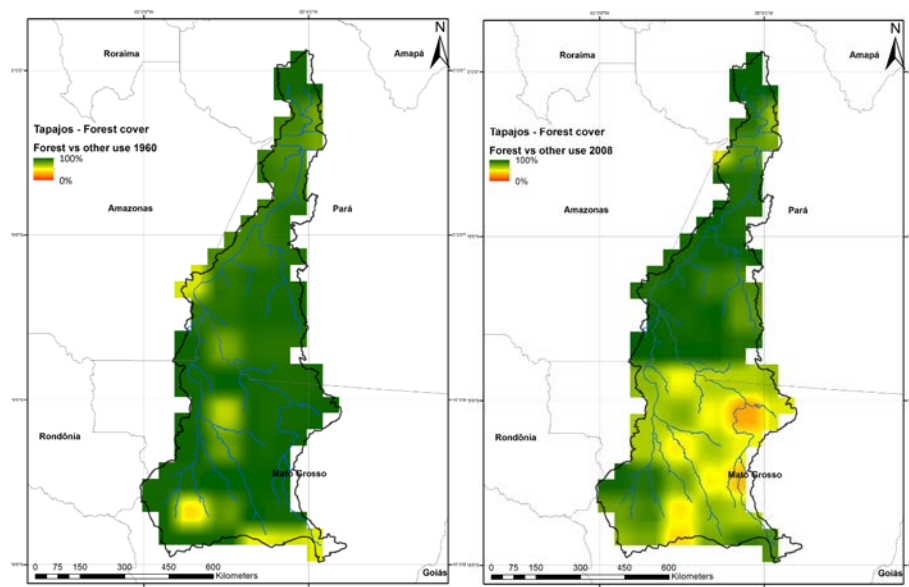 N
Roraima
Amapá
Tapajos - Forest cover
Forest vs other use 1960
100%
0%
Amazonas
Pará
Rondônia
Mato Grosso
Goiás
0 75 150 300 450 600
Kilometers
N
Roraima
Amapá
Tapajos - Forest cover
Forest vs other use 2008
100%
0%
Amazonas
Pará
Rondônia
Mato Grosso
Goiás
0 75 150 300 450 600
Kilometers